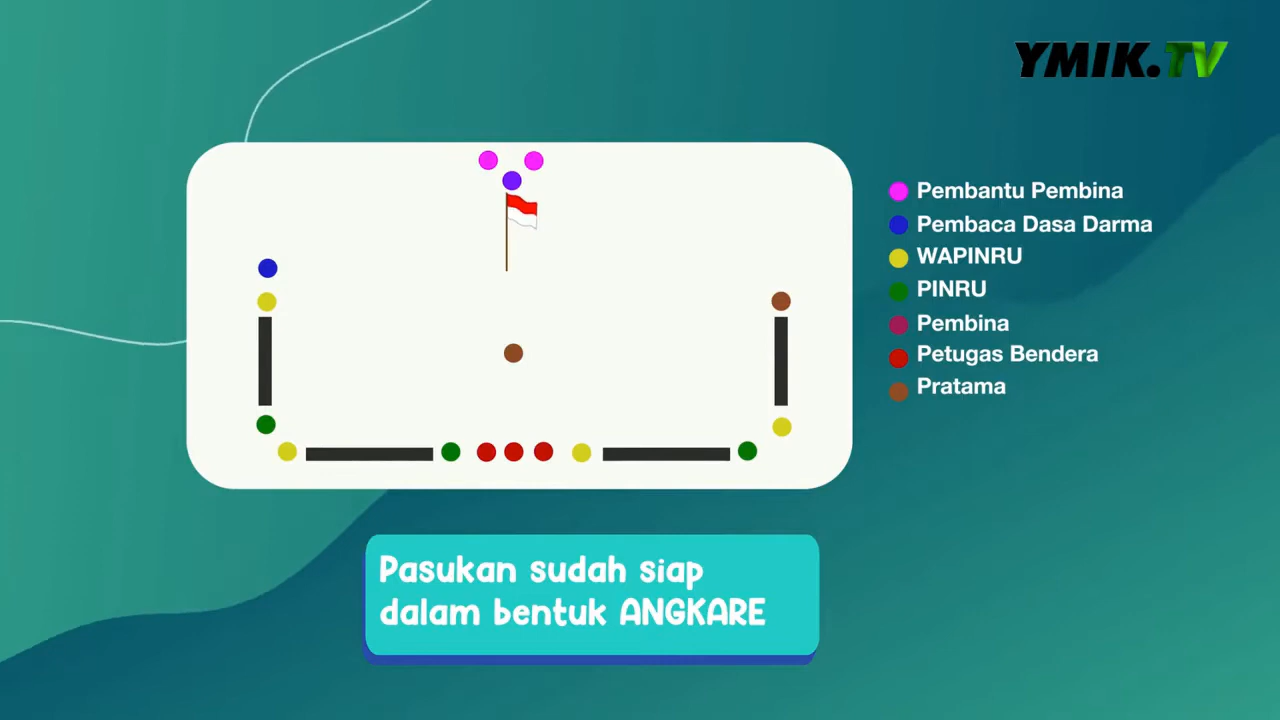 YMIK.TV
Pembantu Pembina
Pembaca Dasa Darma
WAPINRU
PINRU
Pembina
Petugas Bendera
Pratama
Pasukan sudah siap
dalam bentuk ANGKARE